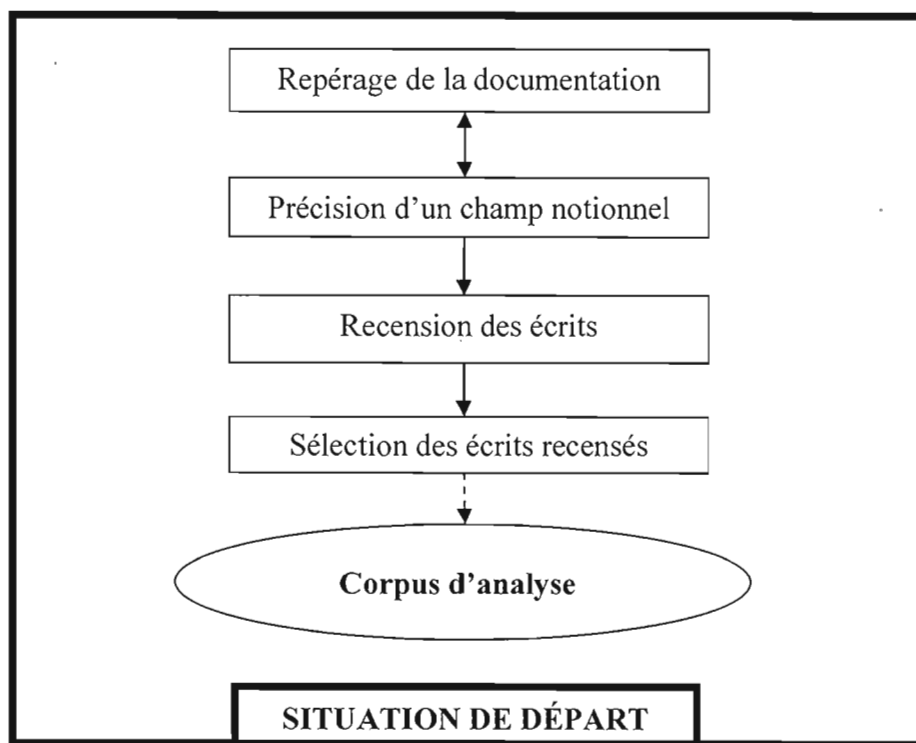 Repérage de la documentation
Précision d'un champ notionnel
Recension des écrits
Sélection des écrits recensés
Corpus d'analyse
SITUATION DE DÉPART